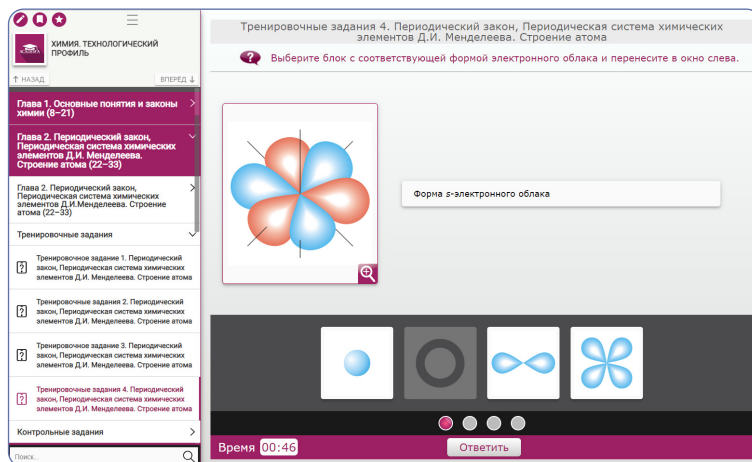 ХИМИЯ. ТЕХНОЛОГИЧЕСКИЙ
ПРОФИЛЬ
↑ НАЗАД
ВПЕРЁД ↓
Глава 1. Основные понятия и законы
химии (8–21)
Глава 2. Периодический закон,
Периодическая система химических
элементов Д.И. Менделеева.
Строение атома (22–33)
Глава 2. Периодический закон,
Периодическая система химических
элементов Д.И.Менделеева. Строение
атома (22–33)
Тренировочные задания
Тренировочное задание 1. Периодический
закон, Периодическая система химических
элементов Д.И. Менделеева. Строение атома
Тренировочные задания 2. Периодический
закон, Периодическая система химических
элементов Д.И. Менделеева. Строение атома
Тренировочное задание 3. Периодический
закон, Периодическая система химических
элементов Д.И. Менделеева. Строение атома
Тренировочные задания 4. Периодический
закон, Периодическая система химических
элементов Д.И. Менделеева. Строение атома
Контрольные задания
Поиск...
Тренировочные задания 4. Периодический закон, Периодическая система химических
элементов Д.И. Менделеева. Строение атома
Выберите блок с соответствующей формой электронного облака и перенесите в окно слева.
Форма s-электронного облака
Время 00:46
Ответить